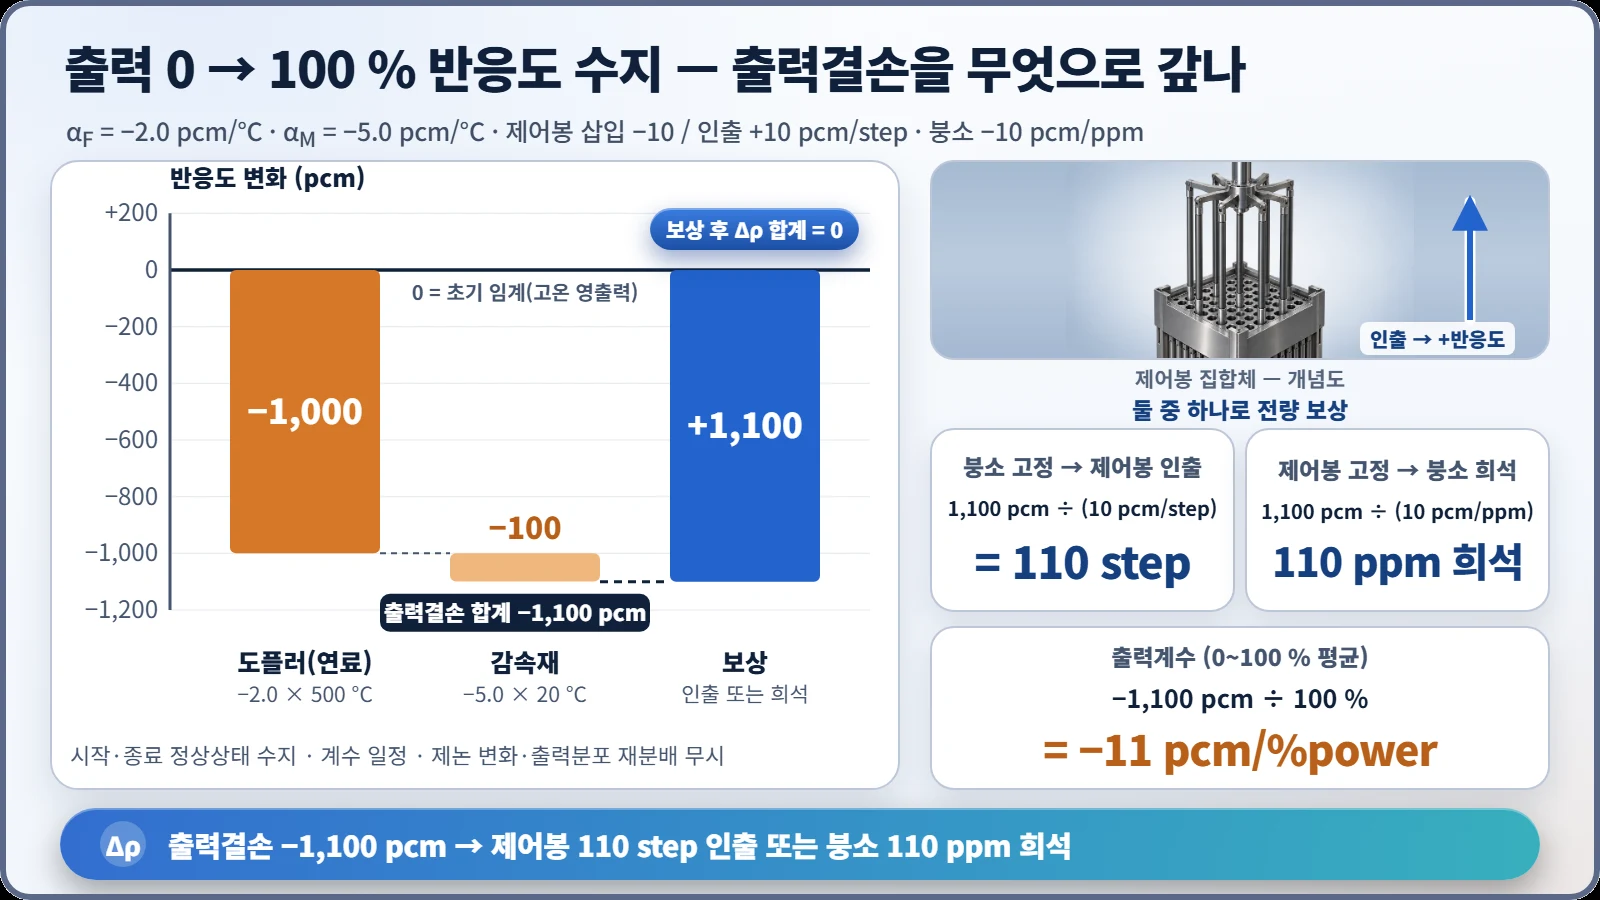 출력 0 → 100 % 반응도 수지 — 출력결손을 무엇으로 갚나
αF = −2.0 pcm/°C · αM = −5.0 pcm/°C · 제어봉 삽입 −10 / 인출 +10 pcm/step · 붕소 −10 pcm/ppm
반응도 변화 (pcm)
+200
0
−200
−400
−600
−800
−1,000
−1,200
보상 후 Δρ 합계 = 0
0 = 초기 임계(고온 영출력)
−1,000
−100
+1,100
출력결손 합계 −1,100 pcm
도플러(연료)
−2.0 × 500 °C
감속재
−5.0 × 20 °C
보상
인출 또는 희석
시작·종료 정상상태 수지 · 계수 일정 · 제논 변화·출력분포 재분배 무시
인출 → +반응도
제어봉 집합체 — 개념도
둘 중 하나로 전량 보상
붕소 고정 → 제어봉 인출
1,100 pcm ÷ (10 pcm/step)
= 110 step
제어봉 고정 → 붕소 희석
1,100 pcm ÷ (10 pcm/ppm)
110 ppm 희석
출력계수 (0~100 % 평균)
−1,100 pcm ÷ 100 %
= −11 pcm/%power
Δρ 출력결손 −1,100 pcm → 제어봉 110 step 인출 또는 붕소 110 ppm 희석